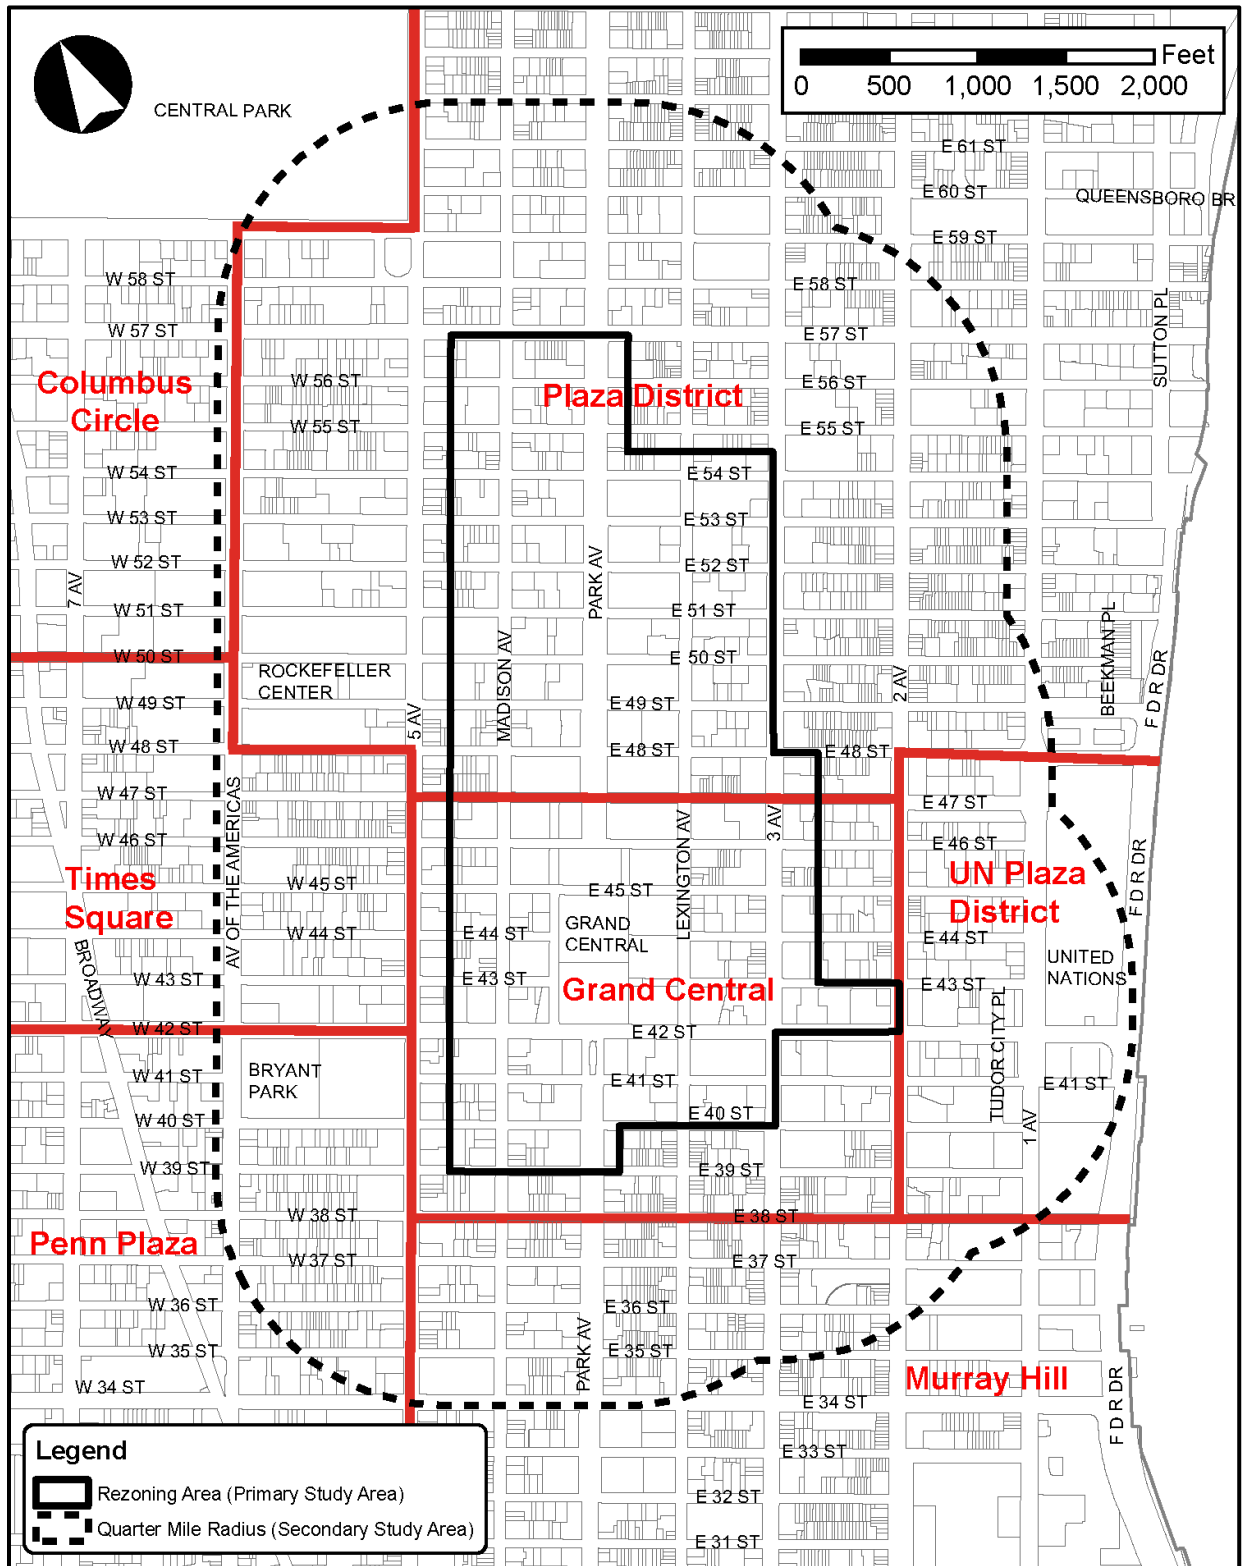 Feet
0 500 1,000 1,500 2,000
CENTRAL PARK
E 61 ST
E 60 ST
QUEENSBORO BR
E 59 ST
W 58 ST
E 58 ST
W 57 ST
E 57 ST
SUTTON PL
Columbus
Circle
W 56 ST
Plaza District
E 56 ST
W 55 ST
E 55 ST
W 54 ST
E 54 ST
W 53 ST
E 53 ST
W 52 ST
E 52 ST
PARK AV
7 AV
W 51 ST
E 51 ST
BEEKMAN PL
W 50 ST
E 50 ST
ROCKEFELLER
CENTER
MADISON AV
2 AV
F D R DR
W 49 ST
E 49 ST
5 AV
W 48 ST
E 48 ST
E 48 ST
W 47 ST
E 47 ST
AV OF THE AMERICAS
LEXINGTON AV
3 AV
W 46 ST
E 46 ST
Times
Square
W 45 ST
E 45 ST
UN Plaza
District
F D R DR
W 44 ST
E 44 ST
GRAND
CENTRAL
E 44 ST
BROADWAY
W 43 ST
E 43 ST
Grand Central
E 43 ST
UNITED
NATIONS
W 42 ST
E 42 ST
TUDOR CITY PL
W 41 ST
BRYANT
PARK
E 41 ST
E 41 ST
W 40 ST
E 40 ST
1 AV
W 39 ST
E 39 ST
W 38 ST
E 38 ST
Penn Plaza
W 37 ST
E 37 ST
W 36 ST
E 36 ST
W 35 ST
E 35 ST
PARK AV
W 34 ST
Murray Hill
E 34 ST
F D R DR
E 33 ST
E 32 ST
E 31 ST
Legend
Rezoning Area (Primary Study Area)
Quarter Mile Radius (Secondary Study Area)